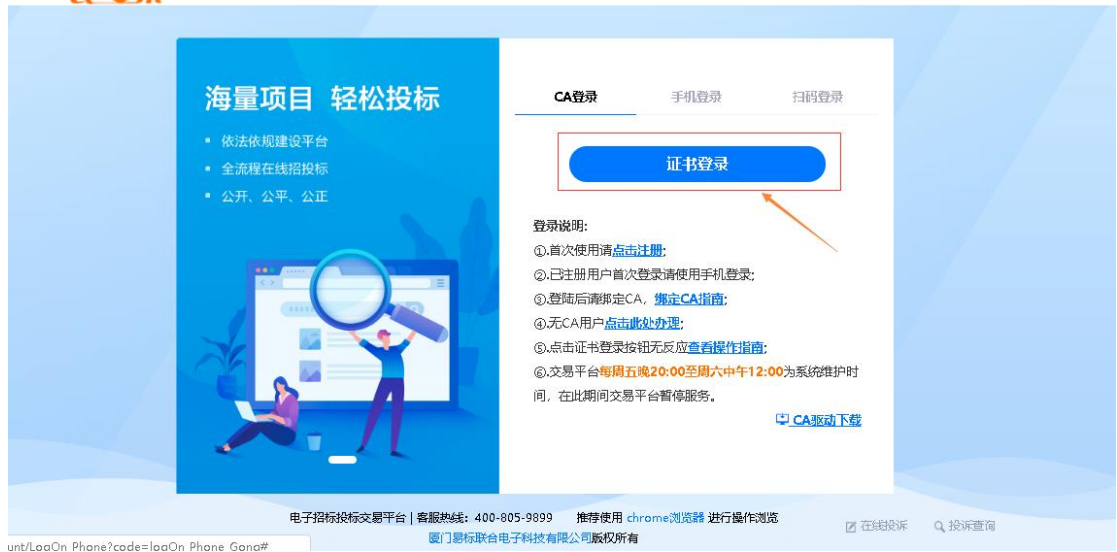 海量项目 轻松投标
依法依规建设平台
全流程在线招投标
公开、公平、公正
CA登录
手机登录
扫码登录
证书登录
登录说明:
①.首次使用请点击注册;
②.已注册用户首次登录请使用手机登录;
③.登陆后请绑定CA, 绑定CA指南;
④.无CA用户点击此处办理;
⑤.点击证书登录按钮无反应查看操作指南;
⑥.交易平台每周五晚20:00至周六中午12:00为系统维护时
间, 在此期间交易平台暂停服务。
CA驱动下载
电子招标投标交易平台 | 客服热线: 400-805-9899 推荐使用 chrome浏览器 进行操作浏览
厦门易标联合电子科技有限公司版权所有
在线投诉 投诉查询
unt/LogOn_Phone?code=logOn_Phone_Gong#